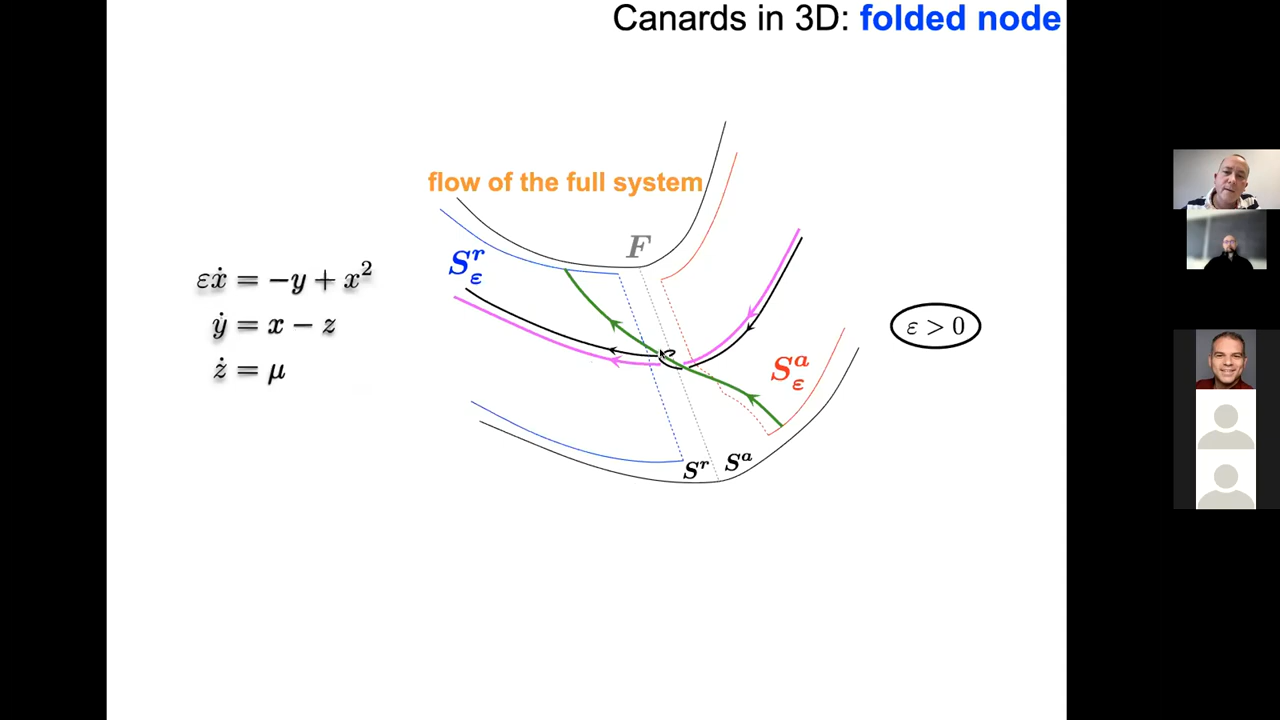 Canards in 3D: folded node
flow of the full system
F
S^r_ε
εẋ = −y + x²
ẏ = x − z
ż = μ
ε > 0
S^a_ε
S^r S^a